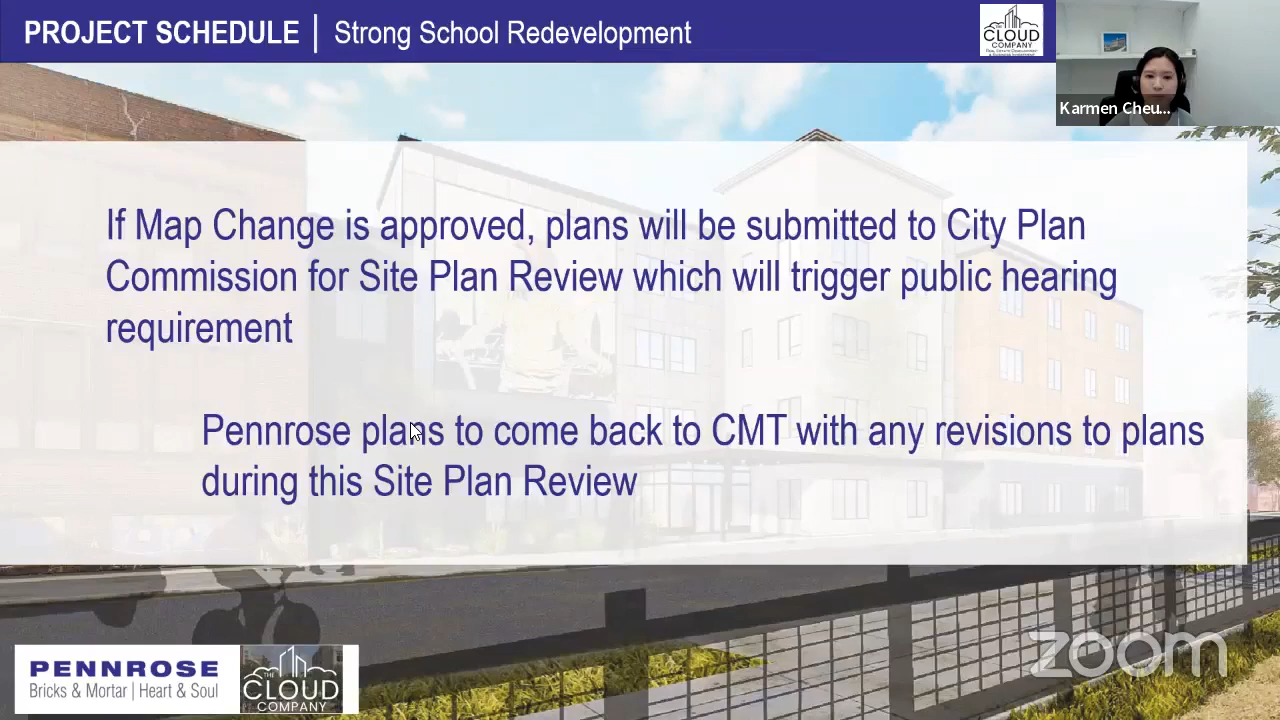 PROJECT SCHEDULE | Strong School Redevelopment
THE
CLOUD
COMPANY
Karmen Cheu...
If Map Change is approved, plans will be submitted to City Plan
Commission for Site Plan Review which will trigger public hearing
requirement
Pennrose plans to come back to CMT with any revisions to plans
during this Site Plan Review
zoom
PENNROSE
Bricks & Mortar | Heart & Soul
THE
CLOUD
COMPANY